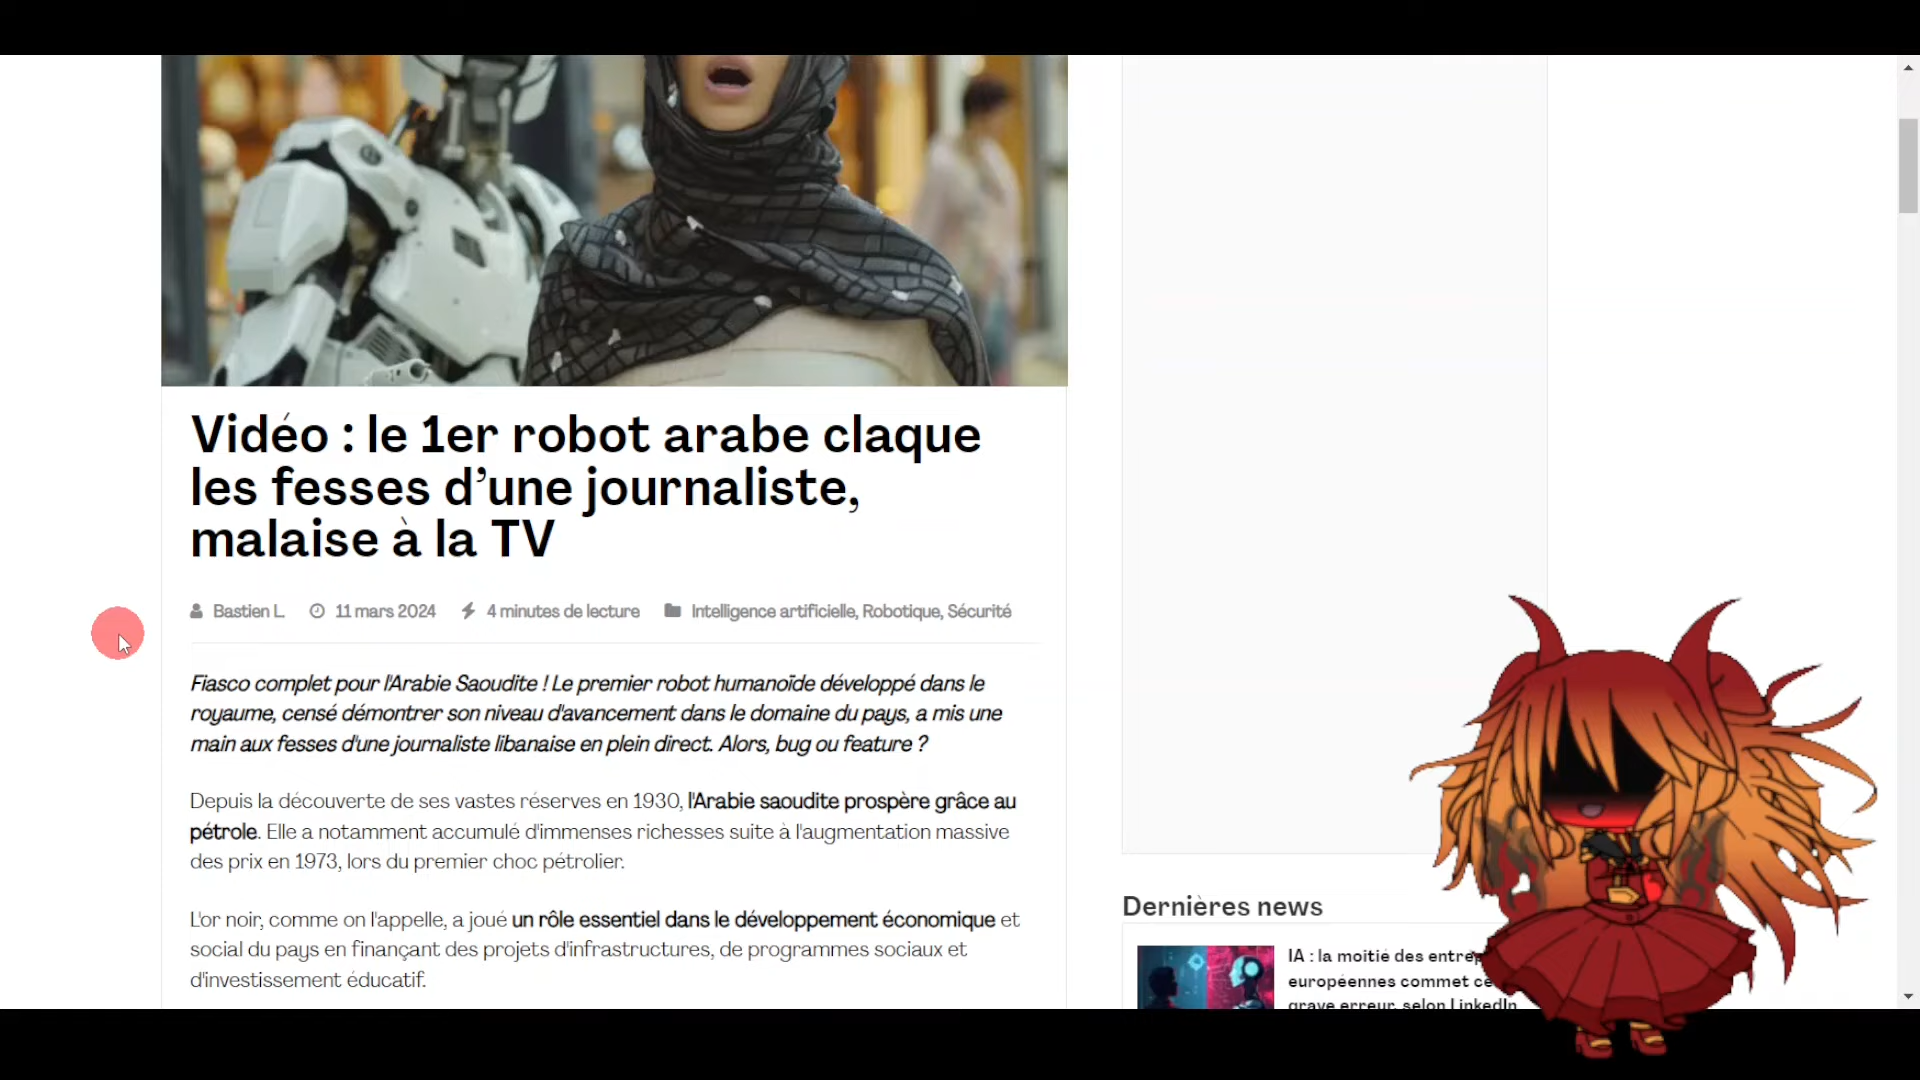 Vidéo : le 1er robot arabe claque
les fesses d’une journaliste,
malaise à la TV
Bastien L. 11 mars 2024 4 minutes de lecture Intelligence artificielle, Robotique, Sécurité
Fiasco complet pour l'Arabie Saoudite ! Le premier robot humanoïde développé dans le
royaume, censé démontrer son niveau d'avancement dans le domaine du pays, a mis une
main aux fesses d'une journaliste libanaise en plein direct. Alors, bug ou feature ?
Depuis la découverte de ses vastes réserves en 1930, l'Arabie saoudite prospère grâce au
pétrole. Elle a notamment accumulé d'immenses richesses suite à l'augmentation massive
des prix en 1973, lors du premier choc pétrolier.
L'or noir, comme on l'appelle, a joué un rôle essentiel dans le développement économique et
social du pays en finançant des projets d'infrastructures, de programmes sociaux et
d'investissement éducatif.
Dernières news
IA : la moitié des
européennes commet
grave erreur, selon LinkedIn